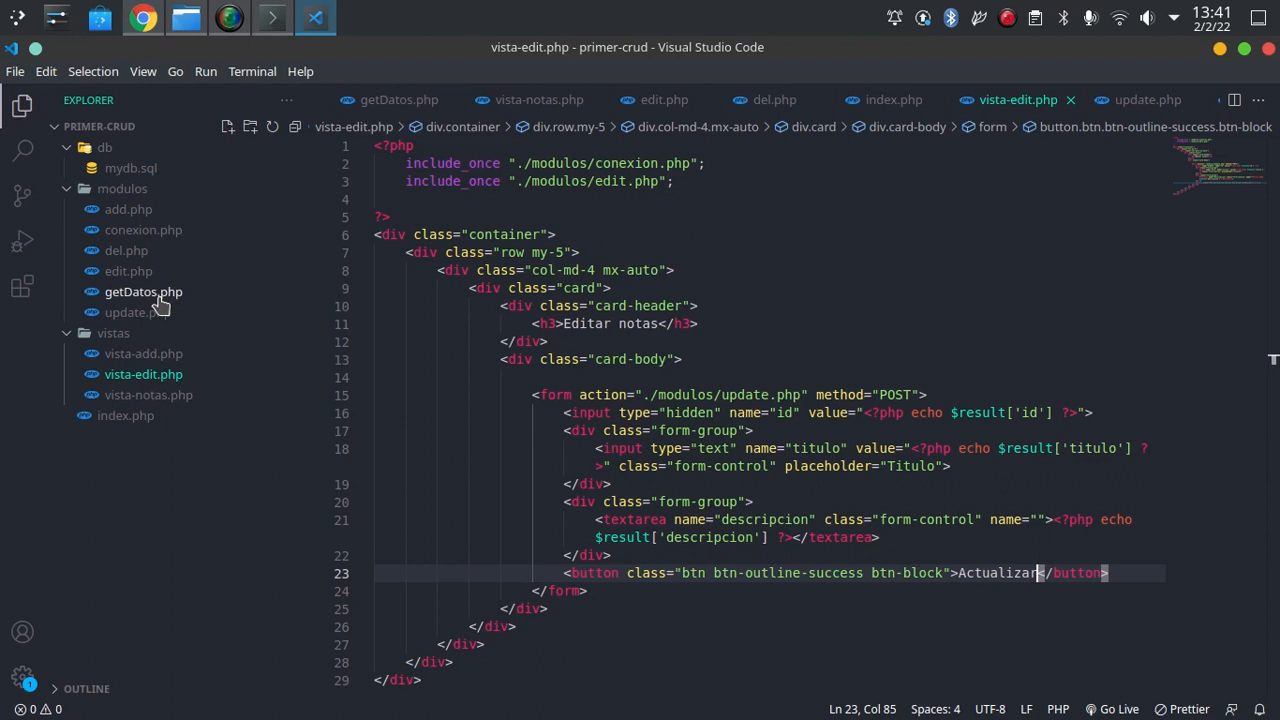 13:41
2/2/22
vista-edit.php - primer-crud - Visual Studio Code
File Edit Selection View Go Run Terminal Help
EXPLORER
getDatos.php vista-notas.php edit.php del.php index.php vista-edit.php update.php
PRIMER-CRUD
vista-edit.php > div.container > div.row.my-5 > div.col-md-4.mx-auto > div.card > div.card-body > form > button.btn.btn-outline-success.btn-block
db
mydb.sql
modulos
add.php
conexion.php
del.php
edit.php
getDatos.php
update.
vistas
vista-add.php
vista-edit.php
vista-notas.php
index.php
1 <?php
2 include_once "./modulos/conexion.php";
3 include_once "./modulos/edit.php";
4
5 ?>
6 <div class="container">
7 <div class="row my-5">
8 <div class="col-md-4 mx-auto">
9 <div class="card">
10 <div class="card-header">
11 <h3>Editar notas</h3>
12 </div>
13 <div class="card-body">
14
15 <form action="./modulos/update.php" method="POST">
16 <input type="hidden" name="id" value="<?php echo $result['id'] ?>">
17 <div class="form-group">
18 <input type="text" name="titulo" value="<?php echo $result['titulo'] ?
>" class="form-control" placeholder="Titulo">
19 </div>
20 <div class="form-group">
21 <textarea name="descripcion" class="form-control" name=""><?php echo
$result['descripcion'] ?></textarea>
22 </div>
23 <button class="btn btn-outline-success btn-block">Actualizar</button>
24 </form>
25 </div>
26 </div>
27 </div>
28 </div>
29 </div>
OUTLINE
1
0 0
Ln 23, Col 85 Spaces: 4 UTF-8 LF PHP Go Live Prettier